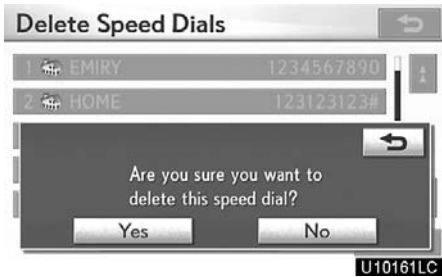 Delete Speed Dials
1 EMIRY 1234567890
2 HOME 123123123#
Are you sure you want to
delete this speed dial?
Yes No
U10161LC